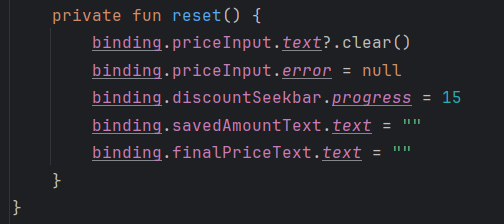 private fun reset() {
binding.priceInput.text?.clear()
binding.priceInput.error = null
binding.discountSeekbar.progress = 15
binding.savedAmountText.text = ""
binding.finalPriceText.text = ""
}
}